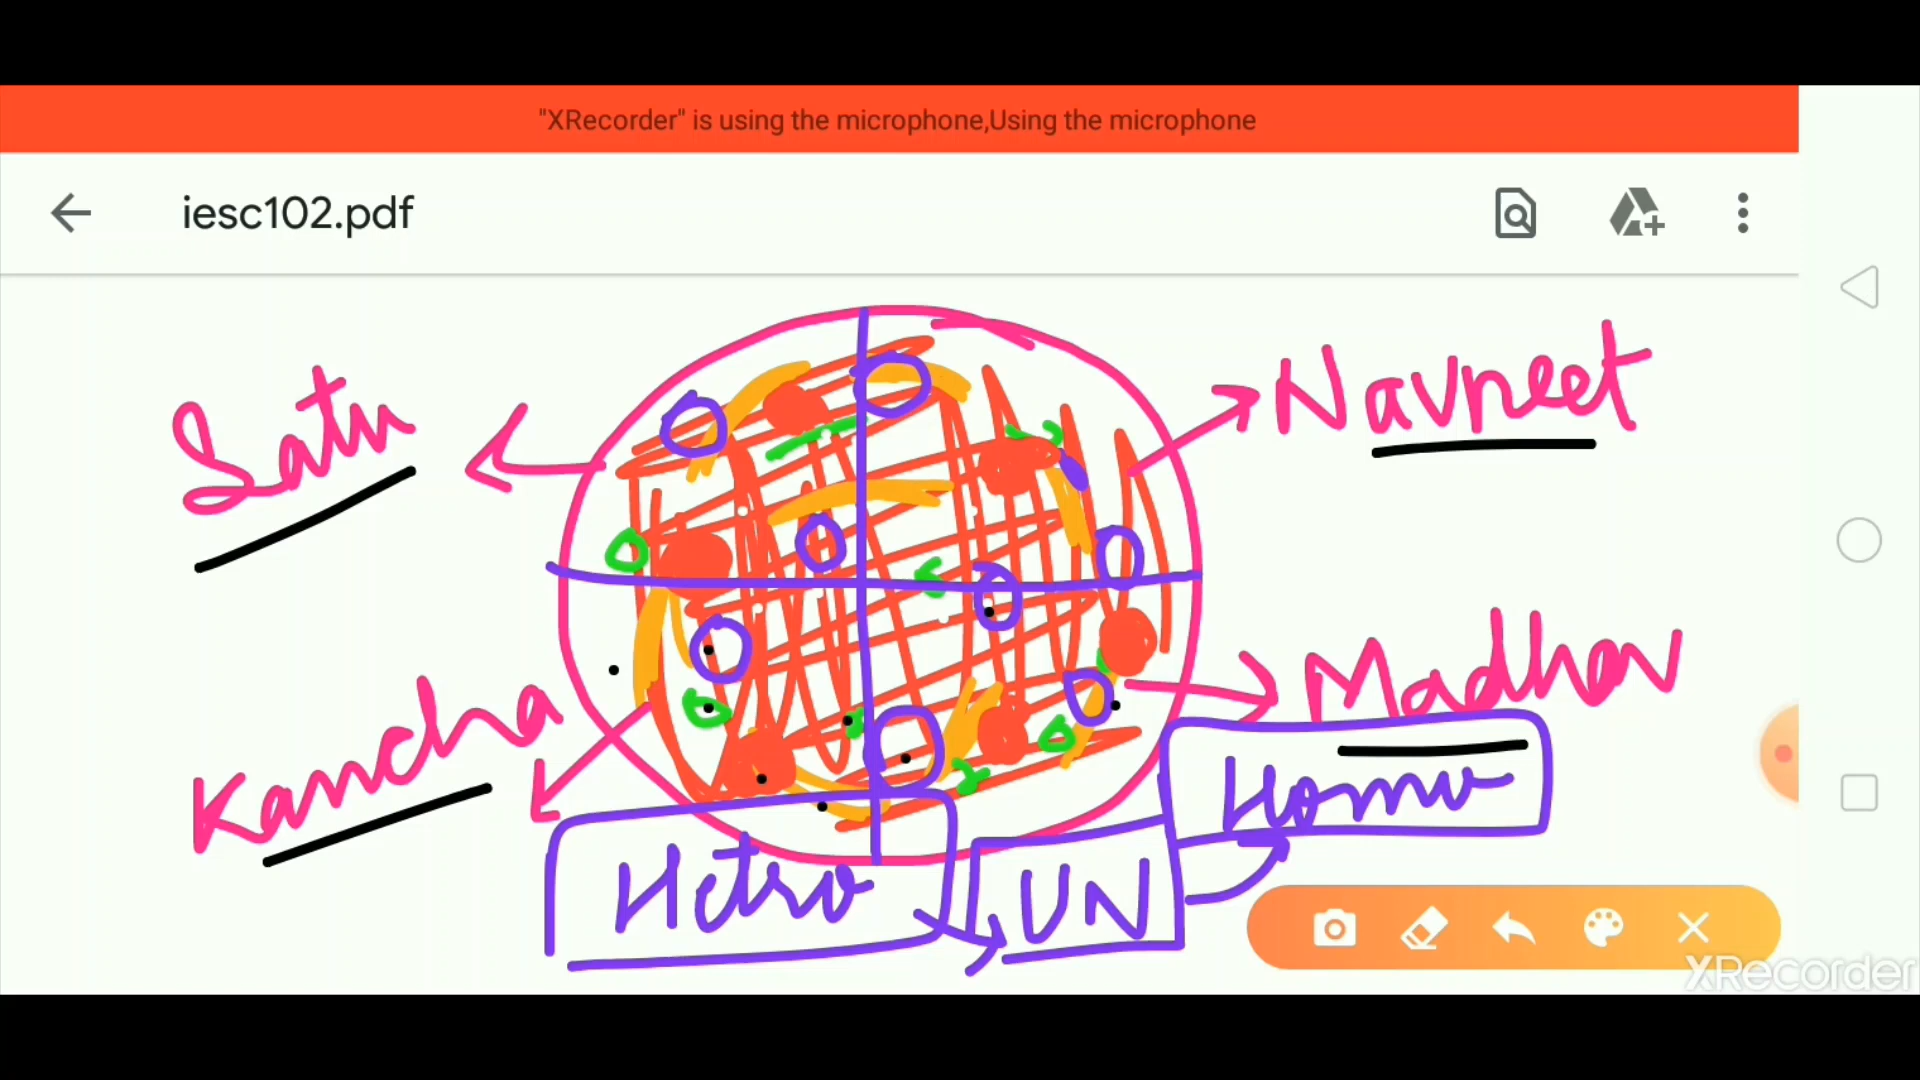 "XRecorder" is using the microphone,Using the microphone
iesc102.pdf
Navneet
Satu
Madhav
Kancha
Homo
Hetro
UN
XRecorder